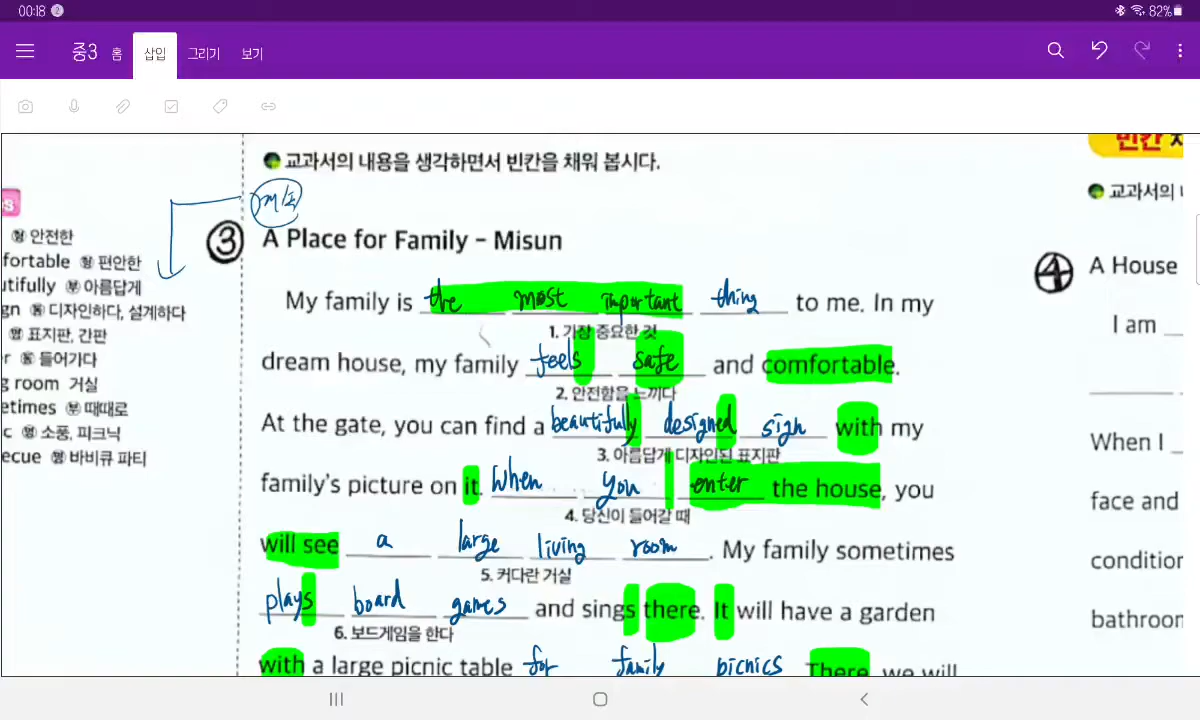 00:18 2 82%
중3 홈 삽입 그리기 보기
교과서의 내용을 생각하면서 빈칸을 채워 봅시다.
형 안전한
fortable 형 편안한
utifully 부 아름답게
gn 동 디자인하다, 설계하다
명 표지판, 간판
r 동 들어가다
g room 거실
etimes 부 때때로
c 명 소풍, 피크닉
ecue 명 바비큐 파티
③ A Place for Family – Misun
My family is the most important thing to me. In my
1. 가장 중요한 것
dream house, my family feels safe and comfortable.
2. 안전함을 느끼다
At the gate, you can find a beautifully designed sign with my
3. 아름답게 디자인된 표지판
family's picture on it. When you enter the house, you
4. 당신이 들어갈 때
will see a large living room. My family sometimes
5. 커다란 거실
plays board games and sings there. It will have a garden
6. 보드게임을 한다
with a large picnic table for family picnics There we will
빈칸
교과서의
④ A House
I am
When I
face and
condition
bathroom